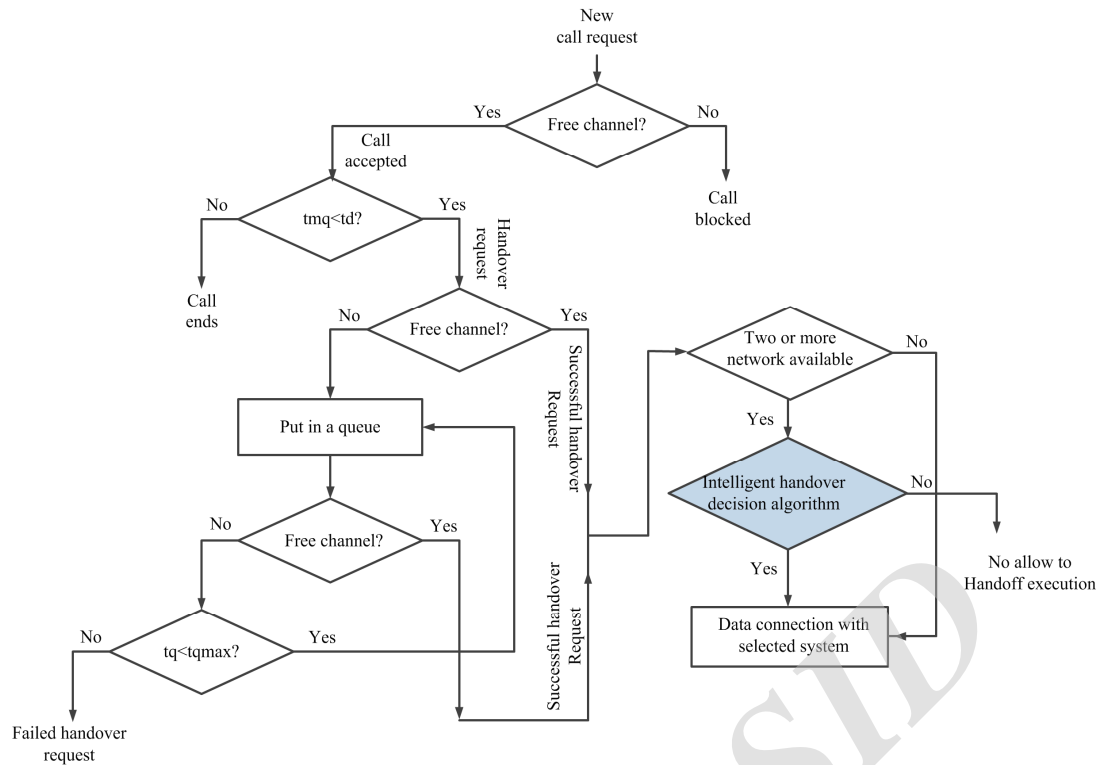 New
call request
Yes
Free channel?
No
Call
accepted
Call
blocked
No
tmq<td?
Yes
Handover
request
Call
ends
No
Free channel?
Yes
Successful handover
Request
Two or more
network available
No
Yes
Put in a queue
Intelligent handover
decision algorithm
No
No
Free channel?
Yes
Yes
No allow to
Handoff execution
Successful handover
Request
No
tq<tqmax?
Yes
Data connection with
selected system
Failed handover
request
SID